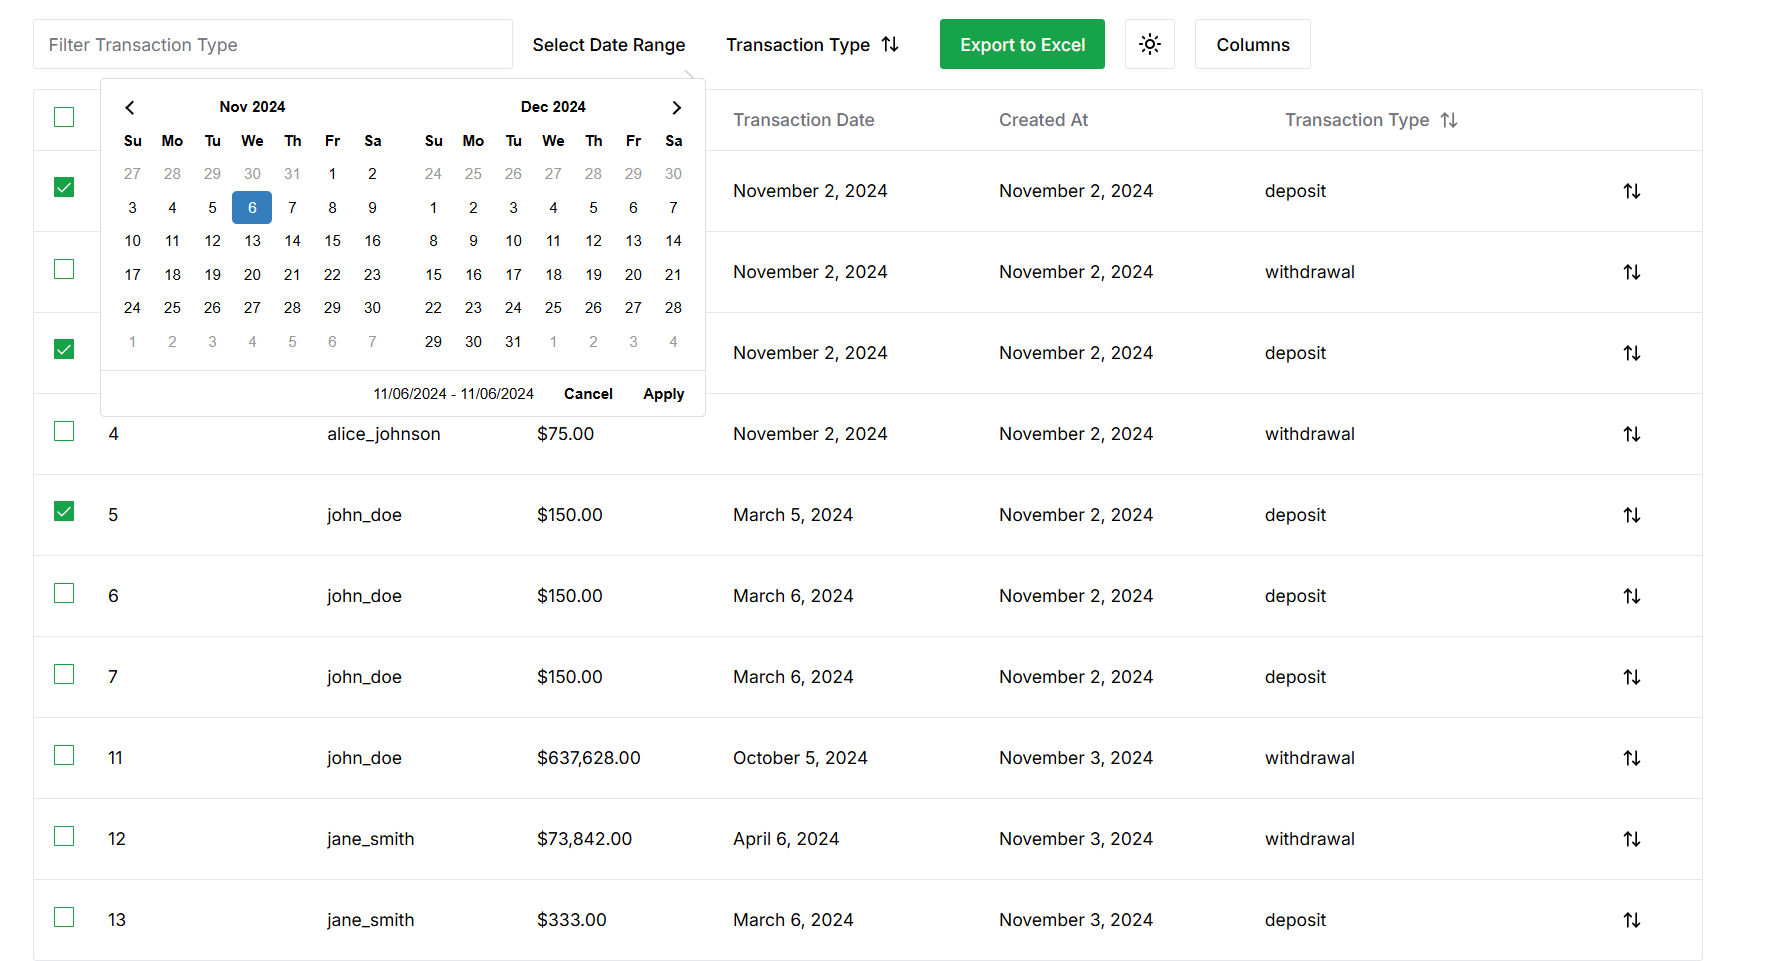 Filter Transaction Type Select Date Range Transaction Type Export to Excel Columns
Transaction Date Created At Transaction Type
Nov 2024 Dec 2024
Su Mo Tu We Th Fr Sa Su Mo Tu We Th Fr Sa
27 28 29 30 31 1 2 24 25 26 27 28 29 30
3 4 5 6 7 8 9 1 2 3 4 5 6 7
10 11 12 13 14 15 16 8 9 10 11 12 13 14
17 18 19 20 21 22 23 15 16 17 18 19 20 21
24 25 26 27 28 29 30 22 23 24 25 26 27 28
1 2 3 4 5 6 7 29 30 31 1 2 3 4
11/06/2024 - 11/06/2024 Cancel Apply
November 2, 2024 November 2, 2024 deposit
November 2, 2024 November 2, 2024 withdrawal
November 2, 2024 November 2, 2024 deposit
4 alice_johnson $75.00 November 2, 2024 November 2, 2024 withdrawal
5 john_doe $150.00 March 5, 2024 November 2, 2024 deposit
6 john_doe $150.00 March 6, 2024 November 2, 2024 deposit
7 john_doe $150.00 March 6, 2024 November 2, 2024 deposit
11 john_doe $637,628.00 October 5, 2024 November 3, 2024 withdrawal
12 jane_smith $73,842.00 April 6, 2024 November 3, 2024 withdrawal
13 jane_smith $333.00 March 6, 2024 November 3, 2024 deposit